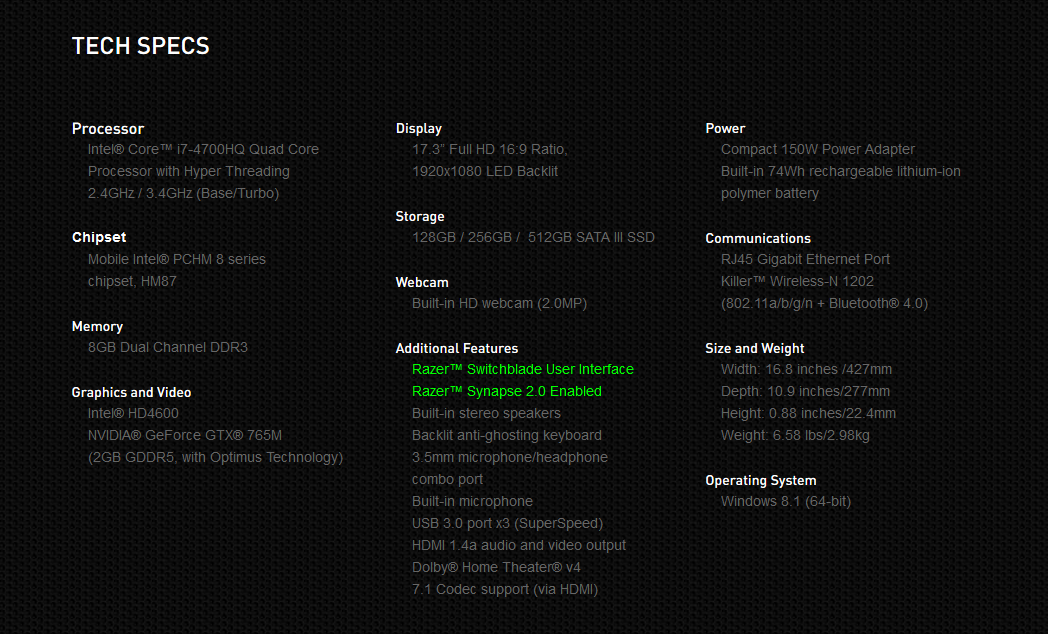 TECH SPECS
Processor
Intel® Core™ i7-4700HQ Quad Core
Processor with Hyper Threading
2.4GHz / 3.4GHz (Base/Turbo)
Chipset
Mobile Intel® PCHM 8 series
chipset, HM87
Memory
8GB Dual Channel DDR3
Graphics and Video
Intel® HD4600
NVIDIA® GeForce GTX® 765M
(2GB GDDR5, with Optimus Technology)
Display
17.3” Full HD 16:9 Ratio,
1920x1080 LED Backlit
Storage
128GB / 256GB /  512GB SATA III SSD
Webcam
Built-in HD webcam (2.0MP)
Additional Features
Razer™ Switchblade User Interface
Razer™ Synapse 2.0 Enabled
Built-in stereo speakers
Backlit anti-ghosting keyboard
3.5mm microphone/headphone
combo port
Built-in microphone
USB 3.0 port x3 (SuperSpeed)
HDMI 1.4a audio and video output
Dolby® Home Theater® v4
7.1 Codec support (via HDMI)
Power
Compact 150W Power Adapter
Built-in 74Wh rechargeable lithium-ion
polymer battery
Communications
RJ45 Gigabit Ethernet Port
Killer™ Wireless-N 1202
(802.11a/b/g/n + Bluetooth® 4.0)
Size and Weight
Width: 16.8 inches /427mm
Depth: 10.9 inches/277mm
Height: 0.88 inches/22.4mm
Weight: 6.58 lbs/2.98kg
Operating System
Windows 8.1 (64-bit)